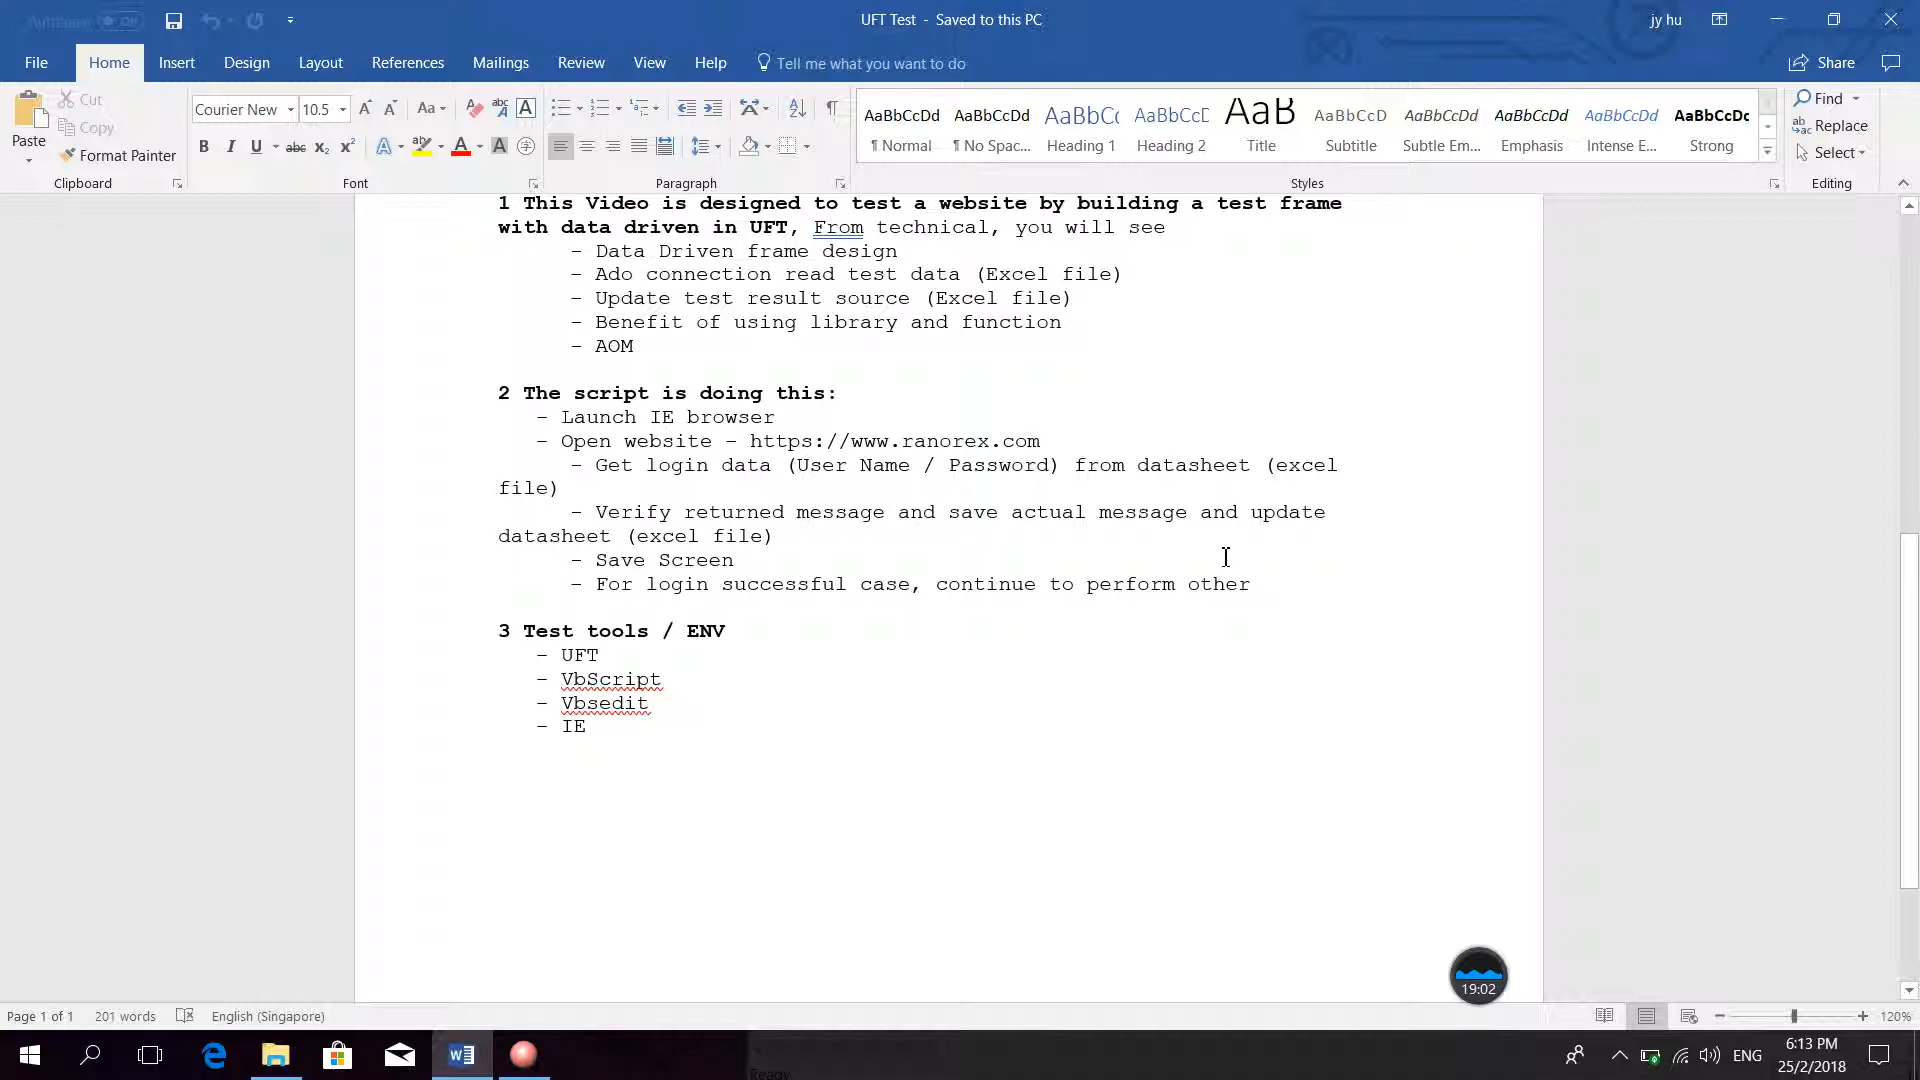 UFT Test - Saved to this PC
jy hu
File Home Insert Design Layout References Mailings Review View Help Tell me what you want to do Share
Paste
Cut
Copy
Format Painter
Courier New 10.5
Clipboard Font Paragraph Styles Editing
AaBbCcDd AaBbCcDd AaBbCc AaBbCcD AaB AaBbCcD AaBbCcDd AaBbCcDd AaBbCcDd AaBbCcDc
¶ Normal ¶ No Spac... Heading 1 Heading 2 Title Subtitle Subtle Em... Emphasis Intense E... Strong
Find
Replace
Select
1 This Video is designed to test a website by building a test frame
with data driven in UFT, From technical, you will see
- Data Driven frame design
- Ado connection read test data (Excel file)
- Update test result source (Excel file)
- Benefit of using library and function
- AOM
2 The script is doing this:
- Launch IE browser
- Open website - https://www.ranorex.com
- Get login data (User Name / Password) from datasheet (excel
file)
- Verify returned message and save actual message and update
datasheet (excel file)
- Save Screen
- For login successful case, continue to perform other
3 Test tools / ENV
- UFT
- VbScript
- Vbsedit
- IE
19:02
Page 1 of 1 201 words English (Singapore) 120%
ENG
6:13 PM
25/2/2018
Ready